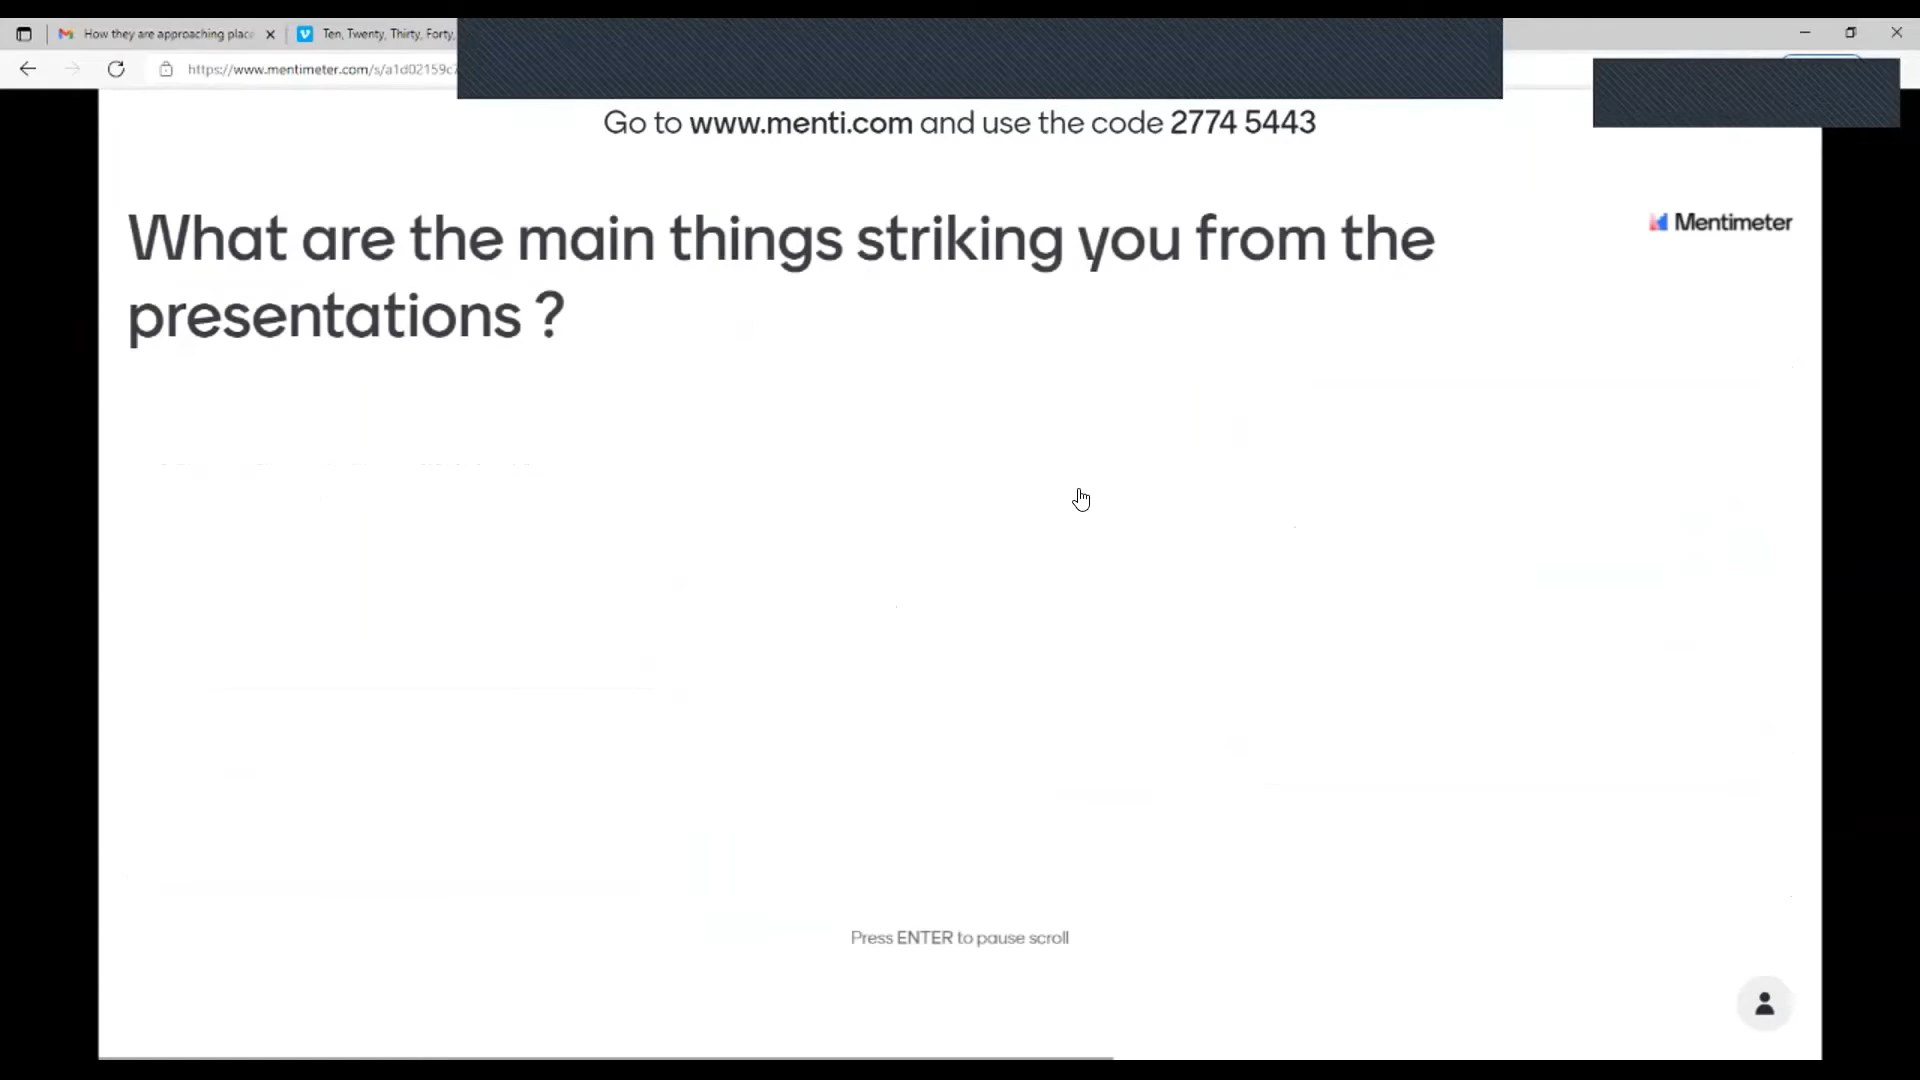 How they are approaching place
Ten, Twenty, Thirty, Forty,
https://www.mentimeter.com/s/a1d02159c7
Go to www.menti.com and use the code 2774 5443
What are the main things striking you from the
presentations ?
Mentimeter
Press ENTER to pause scroll